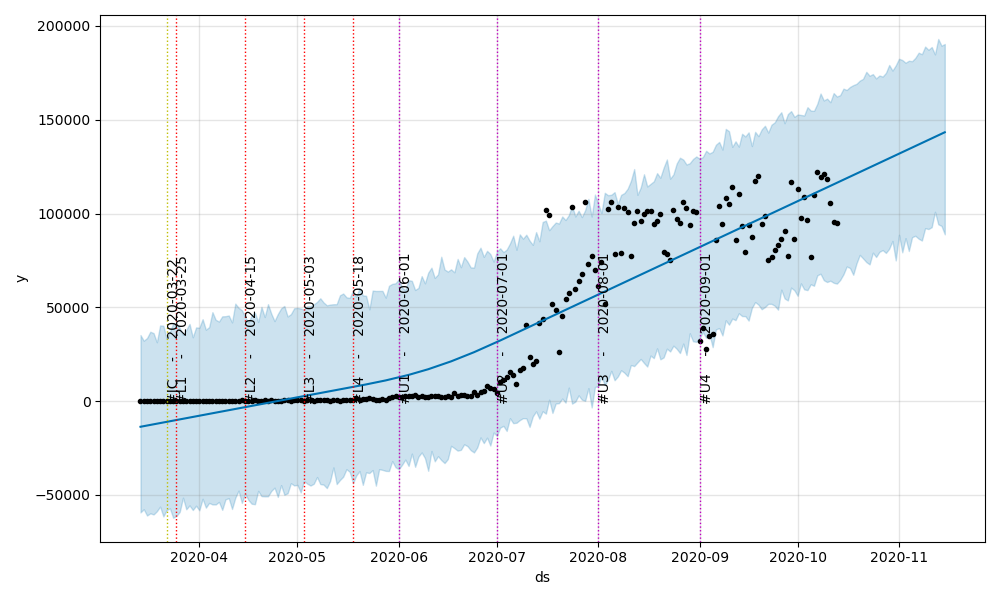 200000
150000
100000
50000
0
−50000
y
#JC - 2020-03-22
#L1 - 2020-03-25
#L2 - 2020-04-15
#L3 - 2020-05-03
#L4 - 2020-05-18
#U1 - 2020-06-01
#U2 - 2020-07-01
#U3 - 2020-08-01
#U4 - 2020-09-01
2020-04 2020-05 2020-06 2020-07 2020-08 2020-09 2020-10 2020-11
ds